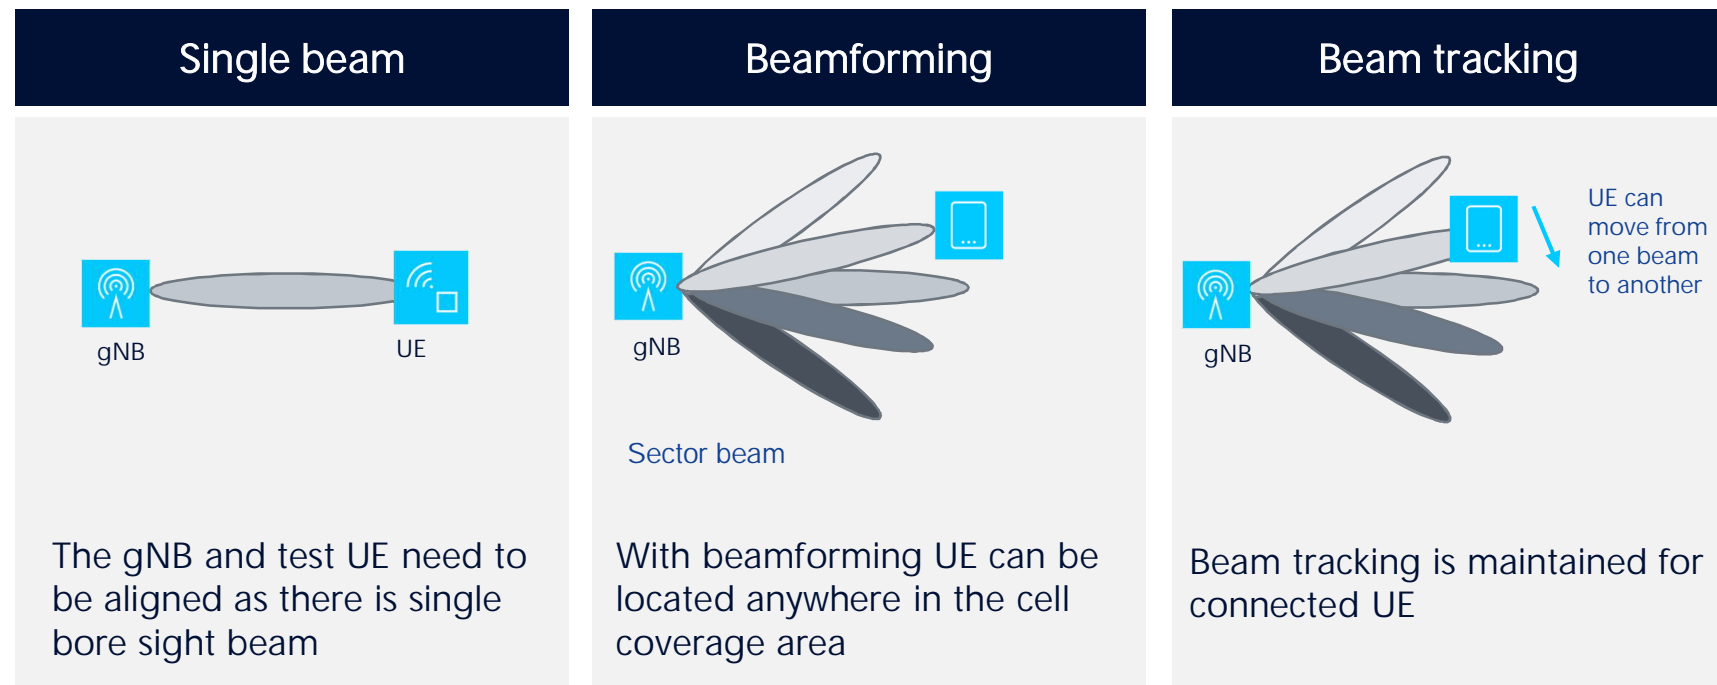 Single beam
gNB
UE
The gNB and test UE need to
be aligned as there is single
bore sight beam
Beamforming
gNB
Sector beam
With beamforming UE can be
located anywhere in the cell
coverage area
Beam tracking
UE can
move from
one beam
to another
gNB
Beam tracking is maintained for
connected UE